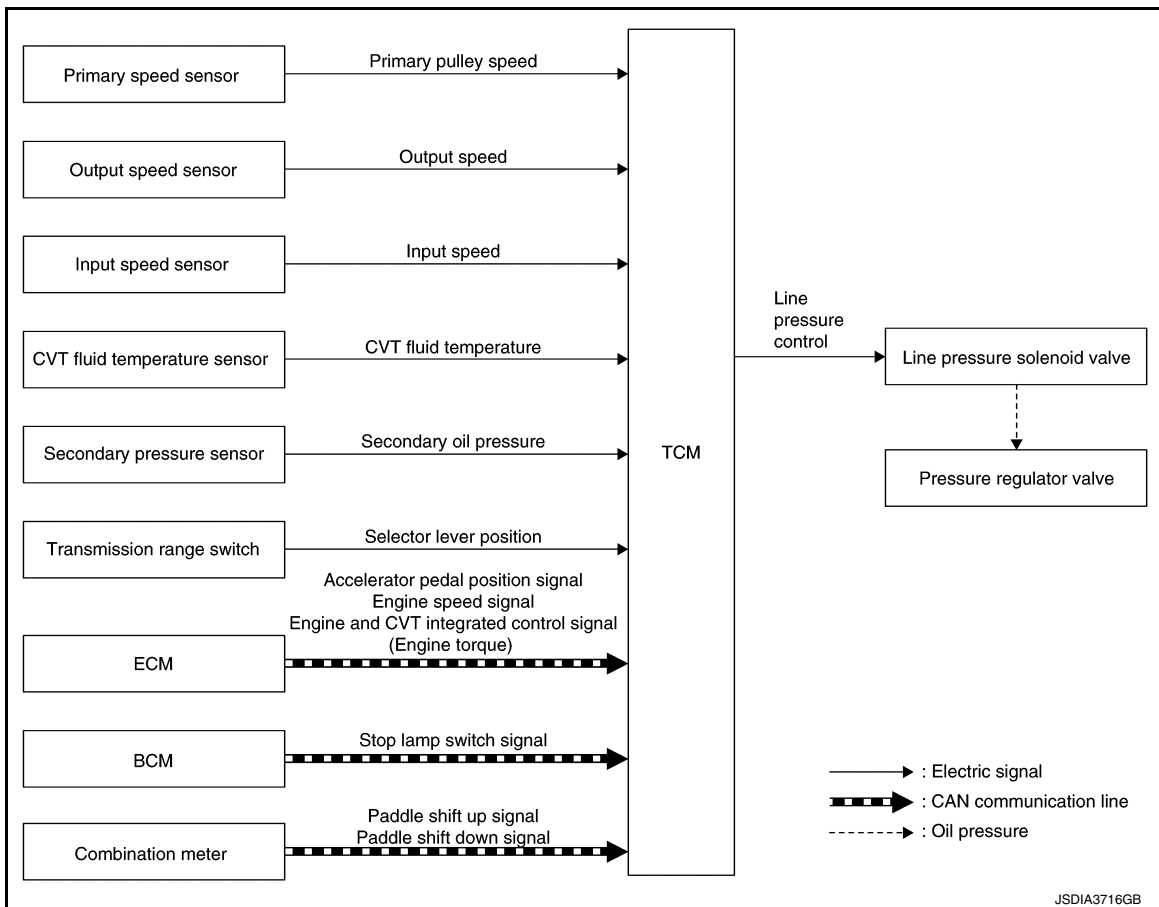 Primary speed sensor
Primary pulley speed
Output speed sensor
Output speed
Input speed sensor
Input speed
CVT fluid temperature sensor
CVT fluid temperature
Secondary pressure sensor
Secondary oil pressure
Transmission range switch
Selector lever position
ECM
Accelerator pedal position signal
Engine speed signal
Engine and CVT integrated control signal
(Engine torque)
BCM
Stop lamp switch signal
Combination meter
Paddle shift up signal
Paddle shift down signal
TCM
Line
pressure
control
Line pressure solenoid valve
Pressure regulator valve
: Electric signal
: CAN communication line
: Oil pressure
JSDIA3716GB